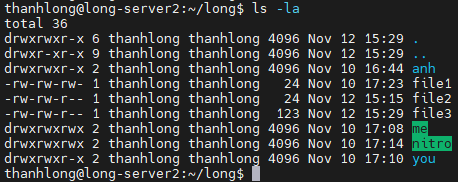 thanhlong@long-server2:~/long$ ls -la
total 36
drwxrwxr-x 6 thanhlong thanhlong 4096 Nov 12 15:29 .
drwxr-xr-x 9 thanhlong thanhlong 4096 Nov 12 15:29 ..
drwxrwxr-x 2 thanhlong thanhlong 4096 Nov 10 16:44 anh
-rw-rw-rw- 1 thanhlong thanhlong 24 Nov 10 17:23 file1
-rw-rw-r-- 1 thanhlong thanhlong 24 Nov 12 15:15 file2
-rw-rw-r-- 1 thanhlong thanhlong 123 Nov 12 15:29 file3
drwxrwxrwx 2 thanhlong thanhlong 4096 Nov 10 17:08 me
drwxrwxrwx 2 thanhlong thanhlong 4096 Nov 10 17:14 nitro
drwxrwxr-x 2 thanhlong thanhlong 4096 Nov 10 17:10 you
thanhlong@long-server2:~/long$